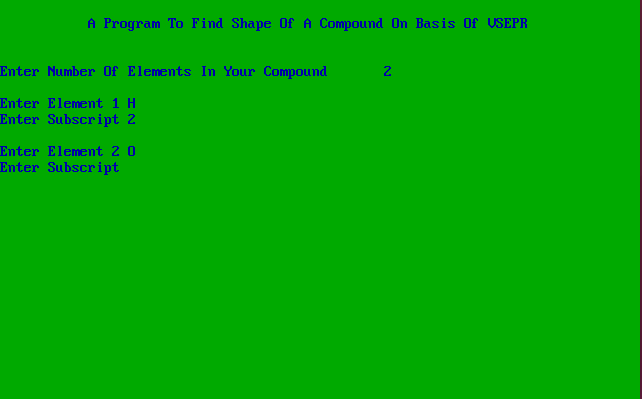 A Program To Find Shape Of A Compound On Basis Of VSEPR
Enter Number Of Elements In Your Compound 2
Enter Element 1 H
Enter Subscript 2
Enter Element 2 O
Enter Subscript